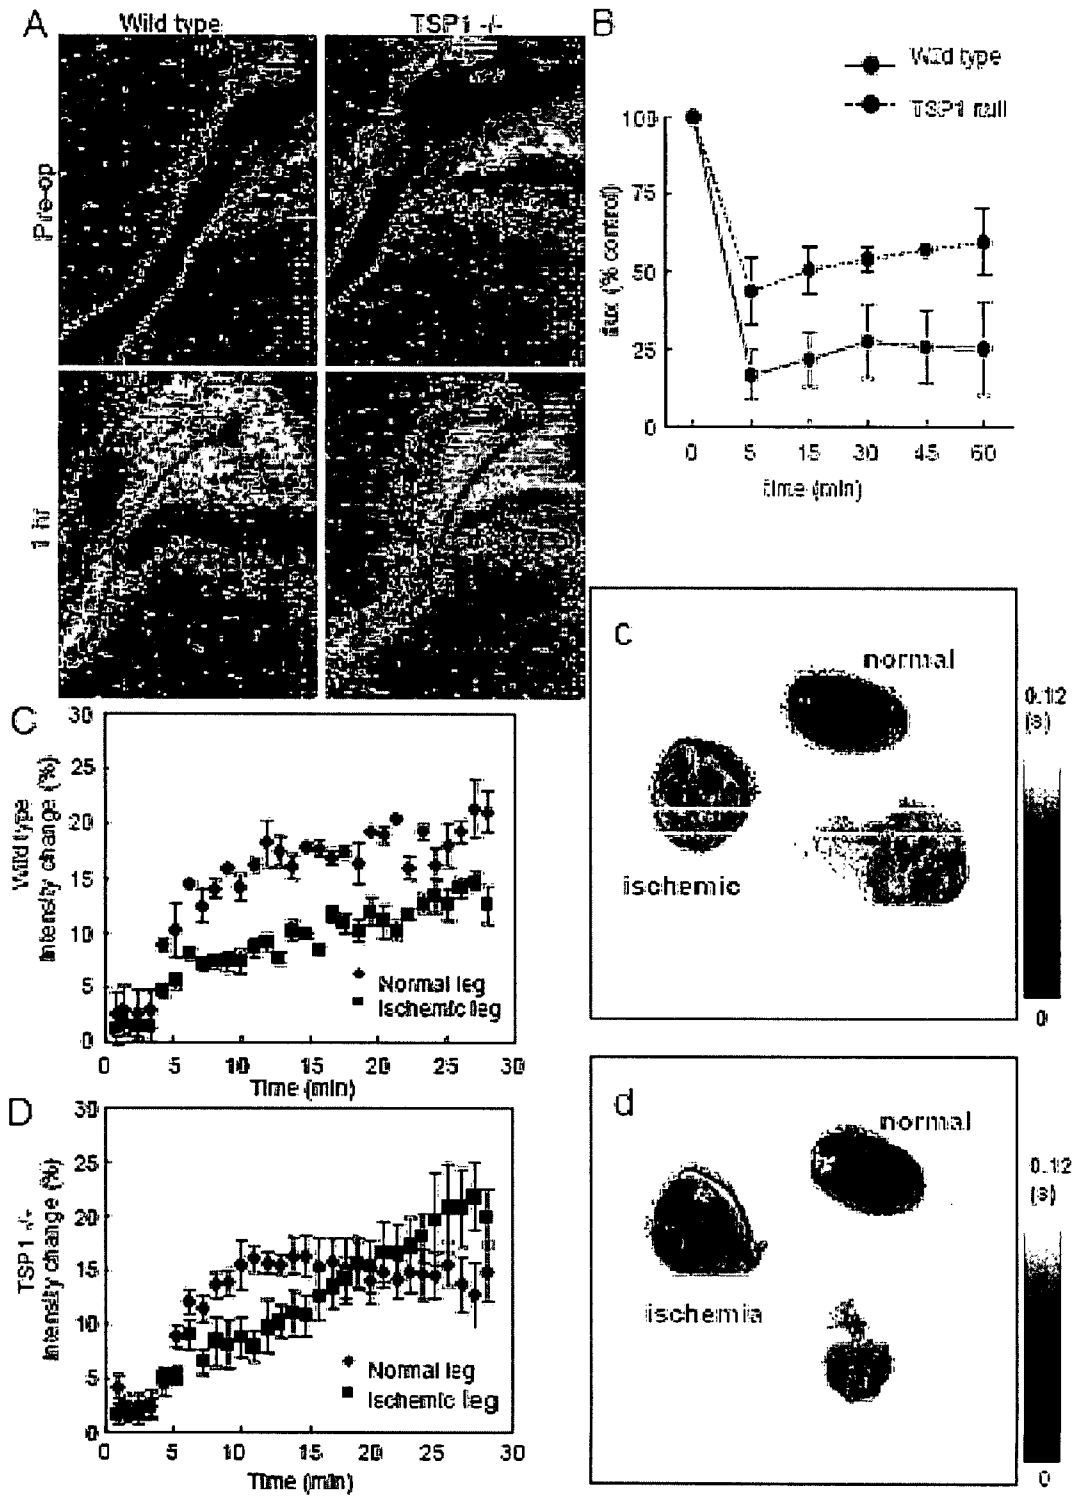 A
Wild type
TSP1 -/-
Pre-op
1 hr
B
Wild type
TSP1 null
flux (% control)
100
75
50
25
0
0 5 15 30 45 60
time (min)
C
Wild type
Intensity change (%)
30
25
20
15
10
5
0
0 5 10 15 20 25 30
Time (min)
Normal leg
Ischemic leg
c
normal
ischemic
0.12
(s)
0
D
TSP1 -/-
Intensity change (%)
30
25
20
15
10
5
0
0 5 10 15 20 25 30
Time (min)
Normal leg
Ischemic leg
d
normal
ischemia
0.12
(s)
0